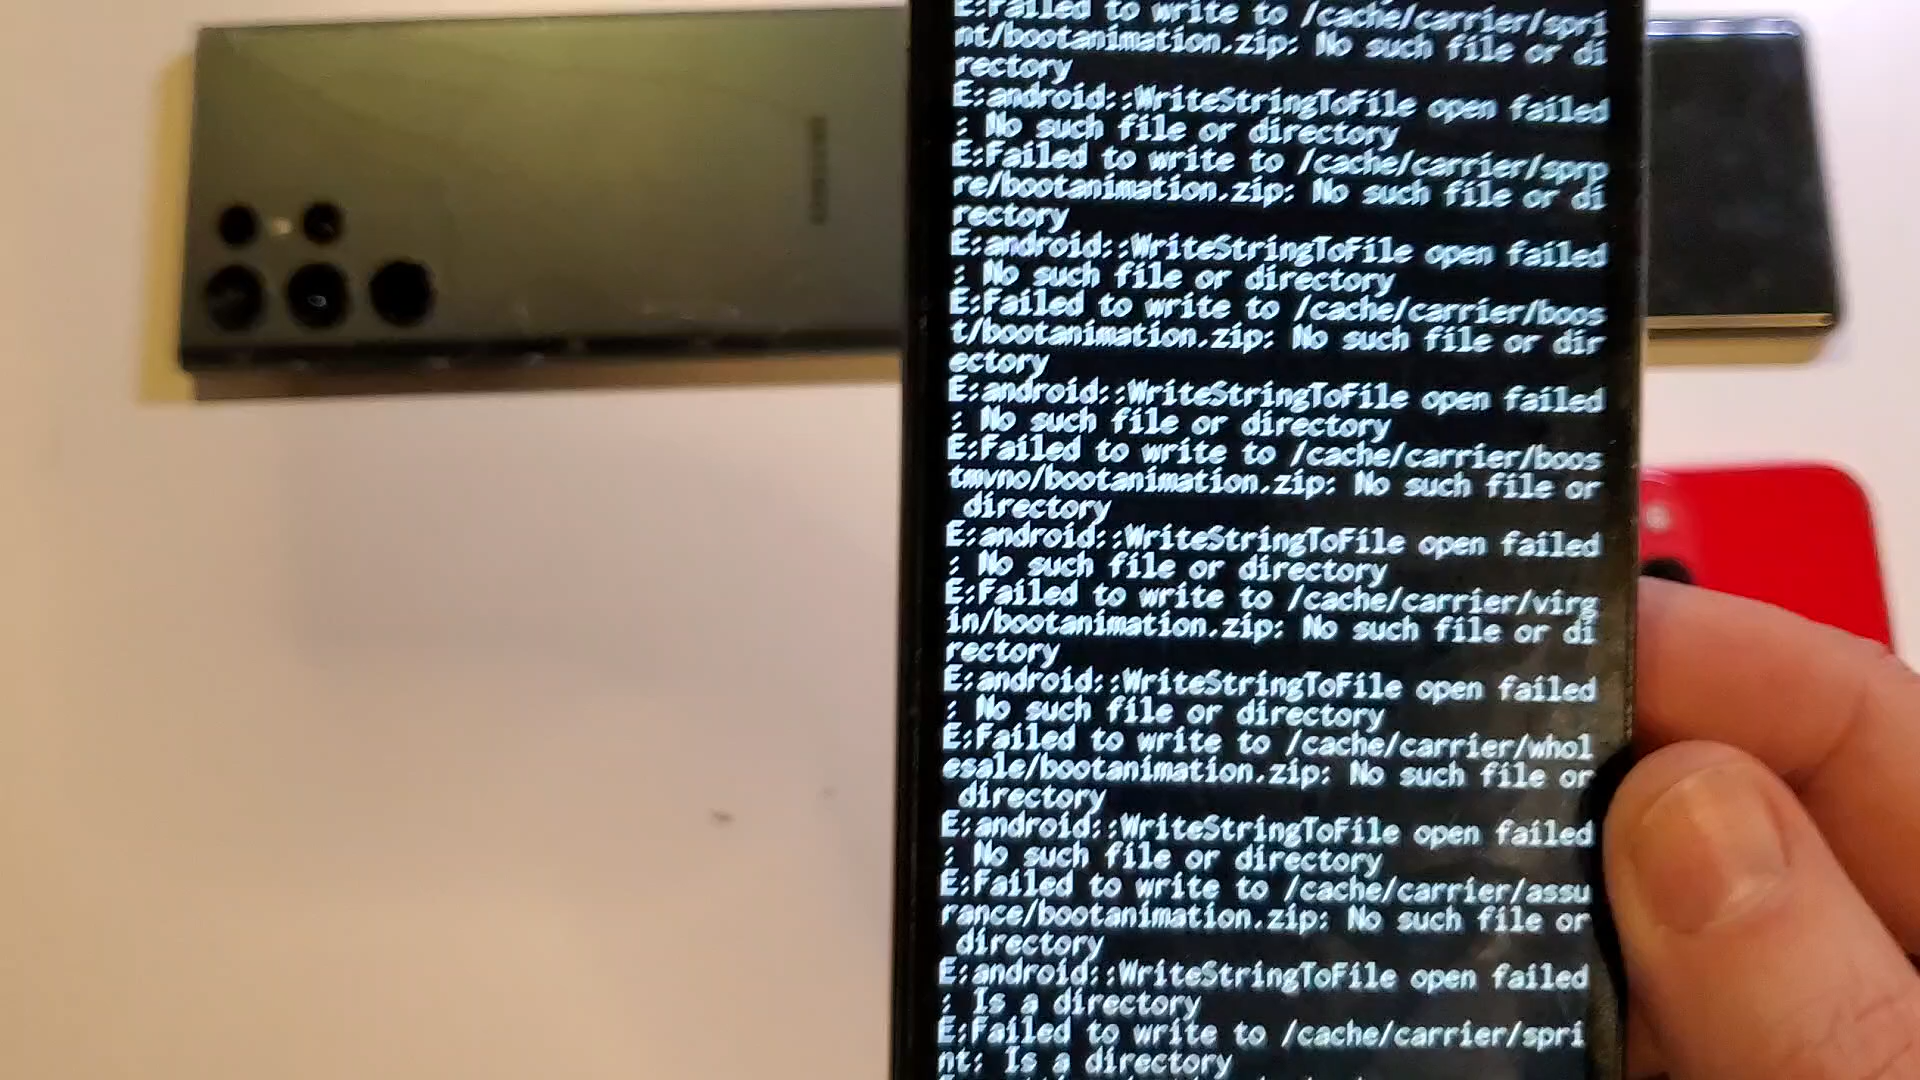 E:Failed to write to /cache/carrier/spri
nt/bootanimation.zip: No such file or di
rectory
E:android::WriteStringToFile open failed
: No such file or directory
E:Failed to write to /cache/carrier/sprp
re/bootanimation.zip: No such file or di
rectory
E:android::WriteStringToFile open failed
: No such file or directory
E:Failed to write to /cache/carrier/boos
t/bootanimation.zip: No such file or dir
ectory
E:android::WriteStringToFile open failed
: No such file or directory
E:Failed to write to /cache/carrier/boos
tmvno/bootanimation.zip: No such file or
 directory
E:android::WriteStringToFile open failed
: No such file or directory
E:Failed to write to /cache/carrier/virg
in/bootanimation.zip: No such file or di
rectory
E:android::WriteStringToFile open failed
: No such file or directory
E:Failed to write to /cache/carrier/whol
esale/bootanimation.zip: No such file or
 directory
E:android::WriteStringToFile open failed
: No such file or directory
E:Failed to write to /cache/carrier/assu
rance/bootanimation.zip: No such file or
 directory
E:android::WriteStringToFile open failed
: Is a directory
E:Failed to write to /cache/carrier/spri
nt: Is a directory